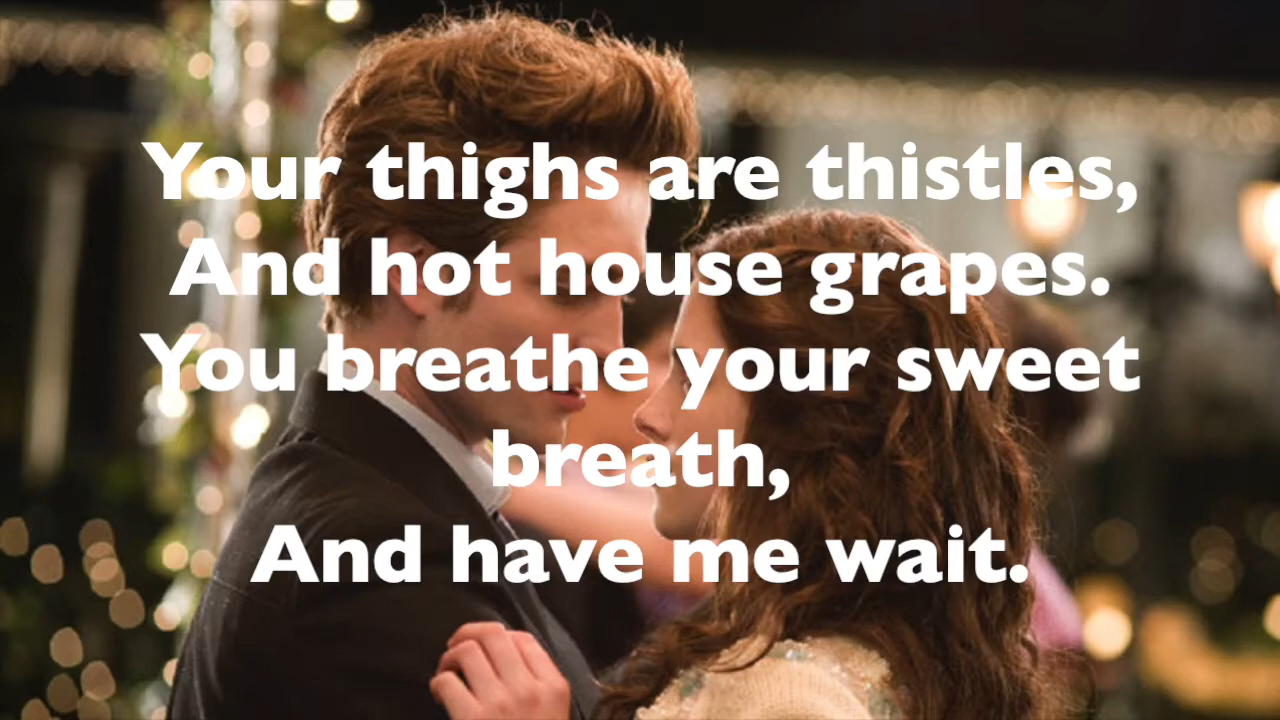 Your thighs are thistles,
And hot house grapes.
You breathe your sweet
breath,
And have me wait.